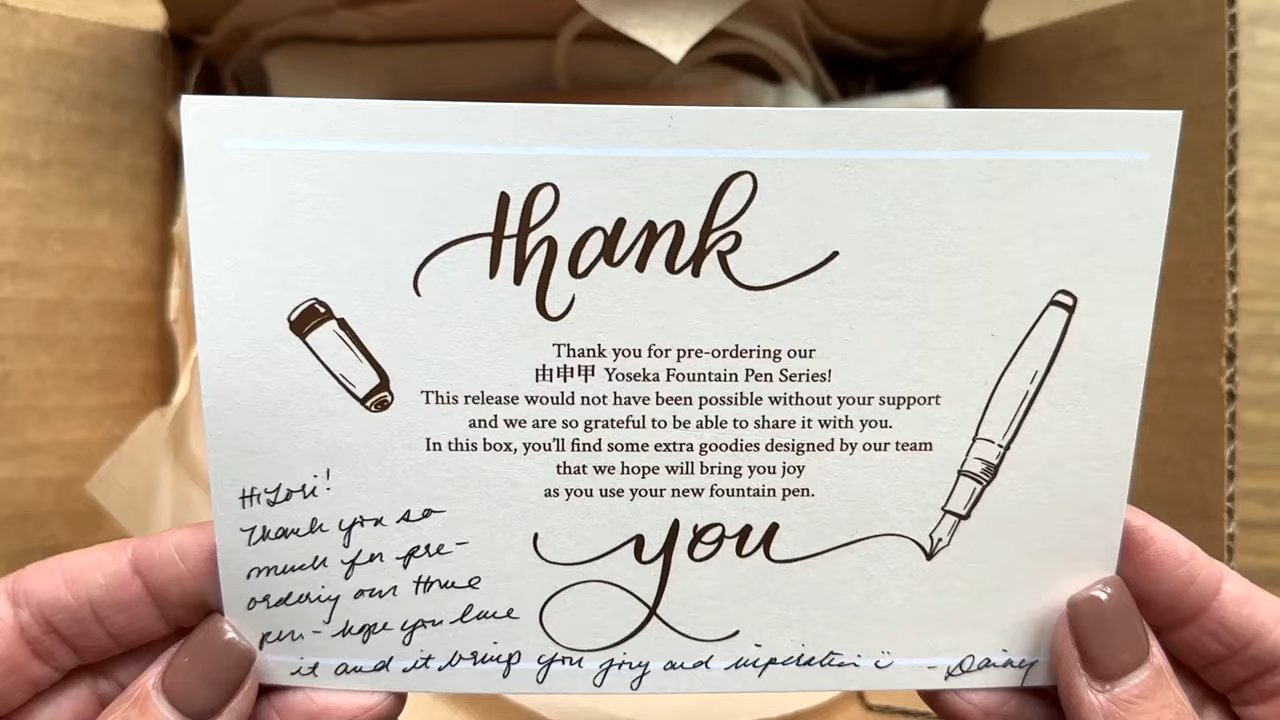 thank
Thank you for pre-ordering our
由申甲 Yoseka Fountain Pen Series!
This release would not have been possible without your support
and we are so grateful to be able to share it with you.
In this box, you'll find some extra goodies designed by our team
that we hope will bring you joy
as you use your new fountain pen.
you
Hi Lori!
Thank you so
much for pre-
ordering our
pen - hope you love
it and it brings you joy and inspiration - Daisy